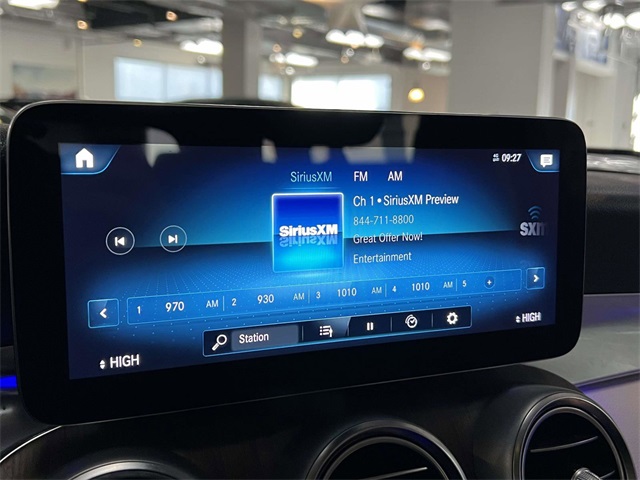 SiriusXM FM AM
09:27
Ch 1 • SiriusXM Preview
844-711-8800
Great Offer Now!
Entertainment
SiriusXM
sxm
1 970 AM 2 930 AM 3 1010 AM 4 1010 AM 5 +
Station
HIGH
HIGH